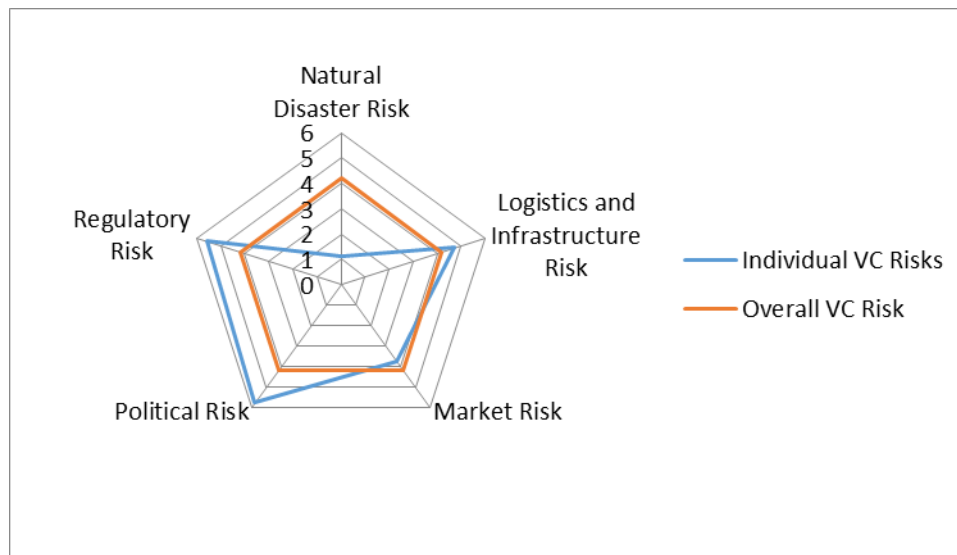 Natural
Disaster Risk
6
5
4
3
2
1
0
Logistics and
Infrastructure
Risk
Regulatory
Risk
Individual VC Risks
Overall VC Risk
Political Risk
Market Risk